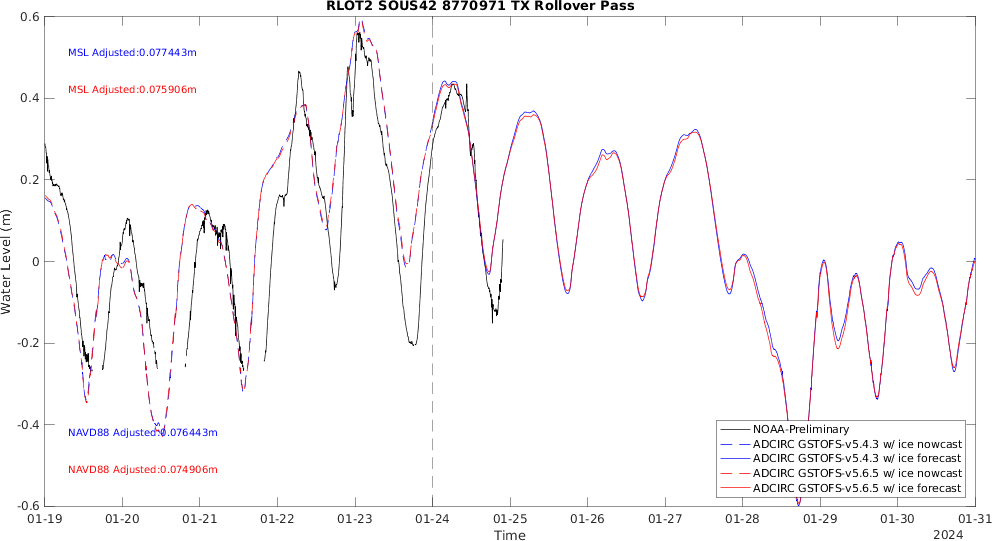 RLOT2 SOUS42 8770971 TX Rollover Pass
0.6
MSL Adjusted:0.077443m
MSL Adjusted:0.075906m
0.4
0.2
0
-0.2
-0.4
-0.6
Water Level (m)
NAVD88 Adjusted:0.076443m
NAVD88 Adjusted:0.074906m
NOAA-Preliminary
ADCIRC GSTOFS-v5.4.3 w/ ice nowcast
ADCIRC GSTOFS-v5.4.3 w/ ice forecast
ADCIRC GSTOFS-v5.6.5 w/ ice nowcast
ADCIRC GSTOFS-v5.6.5 w/ ice forecast
01-19 01-20 01-21 01-22 01-23 01-24 01-25 01-26 01-27 01-28 01-29 01-30 01-31
Time
2024